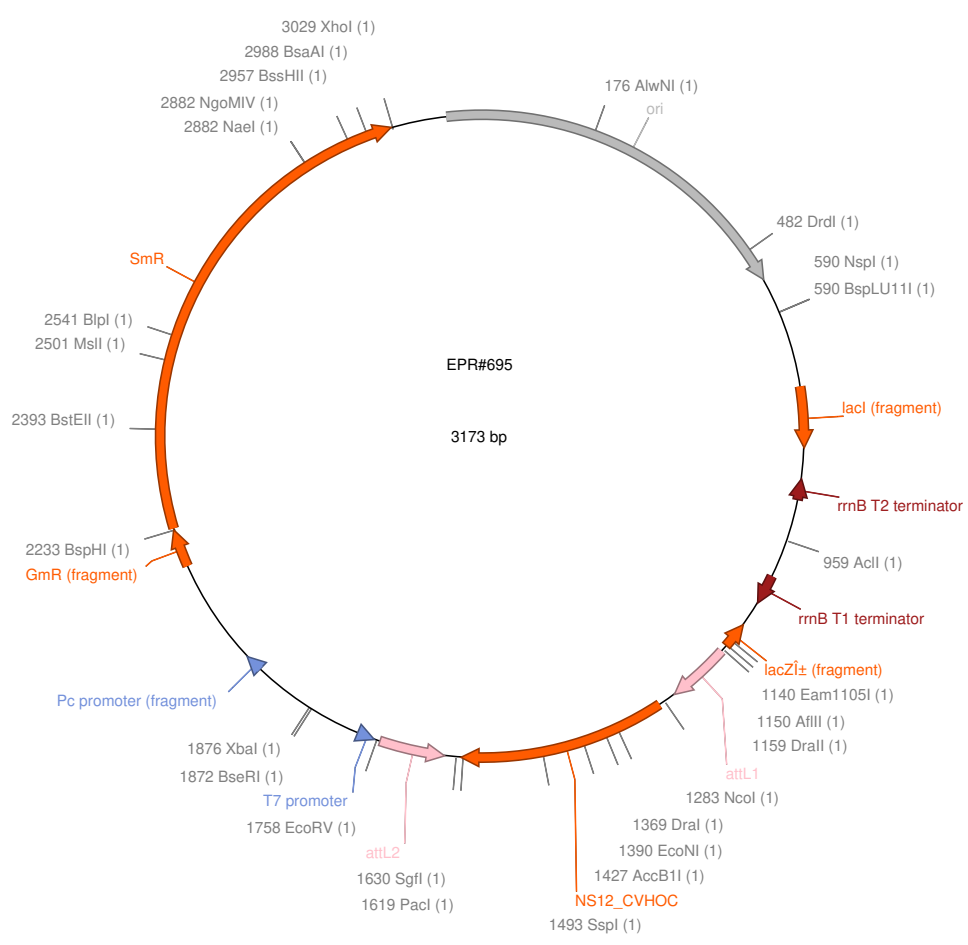 3029 XhoI (1)
2988 BsaAI (1)
2957 BssHII (1)
2882 NgoMIV (1)
2882 NaeI (1)
176 AlwNI (1)
ori
482 DrdI (1)
590 NspI (1)
590 BspLU11I (1)
SmR
2541 BlpI (1)
2501 MslI (1)
2393 BstEII (1)
EPR#695
3173 bp
lacI (fragment)
rrnB T2 terminator
2233 BspHI (1)
GmR (fragment)
959 AclI (1)
rrnB T1 terminator
lacZÎ± (fragment)
1140 Eam1105I (1)
1150 AflIII (1)
1159 DraII (1)
Pc promoter (fragment)
1876 XbaI (1)
1872 BseRI (1)
T7 promoter
1758 EcoRV (1)
attL1
1283 NcoI (1)
1369 DraI (1)
1390 EcoNI (1)
1427 AccB1I (1)
attL2
1630 SgfI (1)
1619 PacI (1)
NS12_CVHOC
1493 SspI (1)